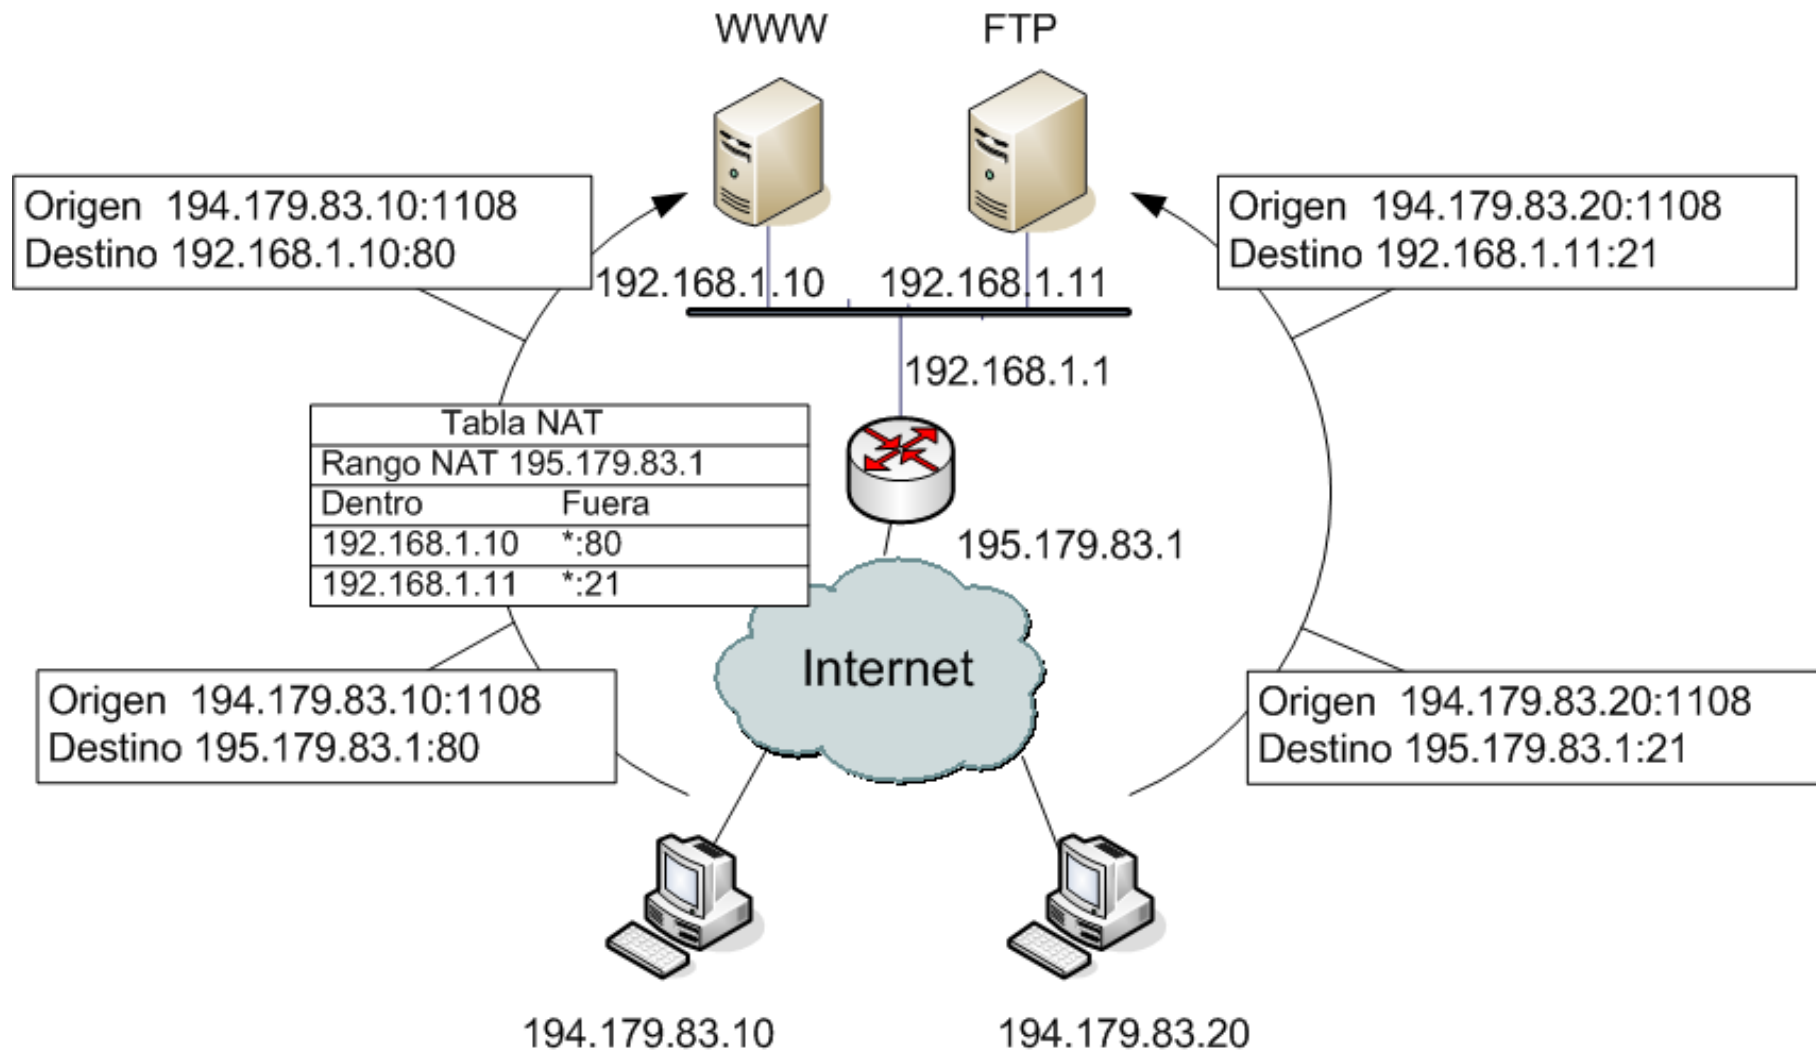 WWW
FTP
Origen 194.179.83.10:1108
Destino 192.168.1.10:80
Origen 194.179.83.20:1108
Destino 192.168.1.11:21
192.168.1.10
192.168.1.11
192.168.1.1
Tabla NAT
Rango NAT 195.179.83.1
Dentro Fuera
192.168.1.10 *:80
192.168.1.11 *:21
195.179.83.1
Internet
Origen 194.179.83.10:1108
Destino 195.179.83.1:80
Origen 194.179.83.20:1108
Destino 195.179.83.1:21
194.179.83.10
194.179.83.20